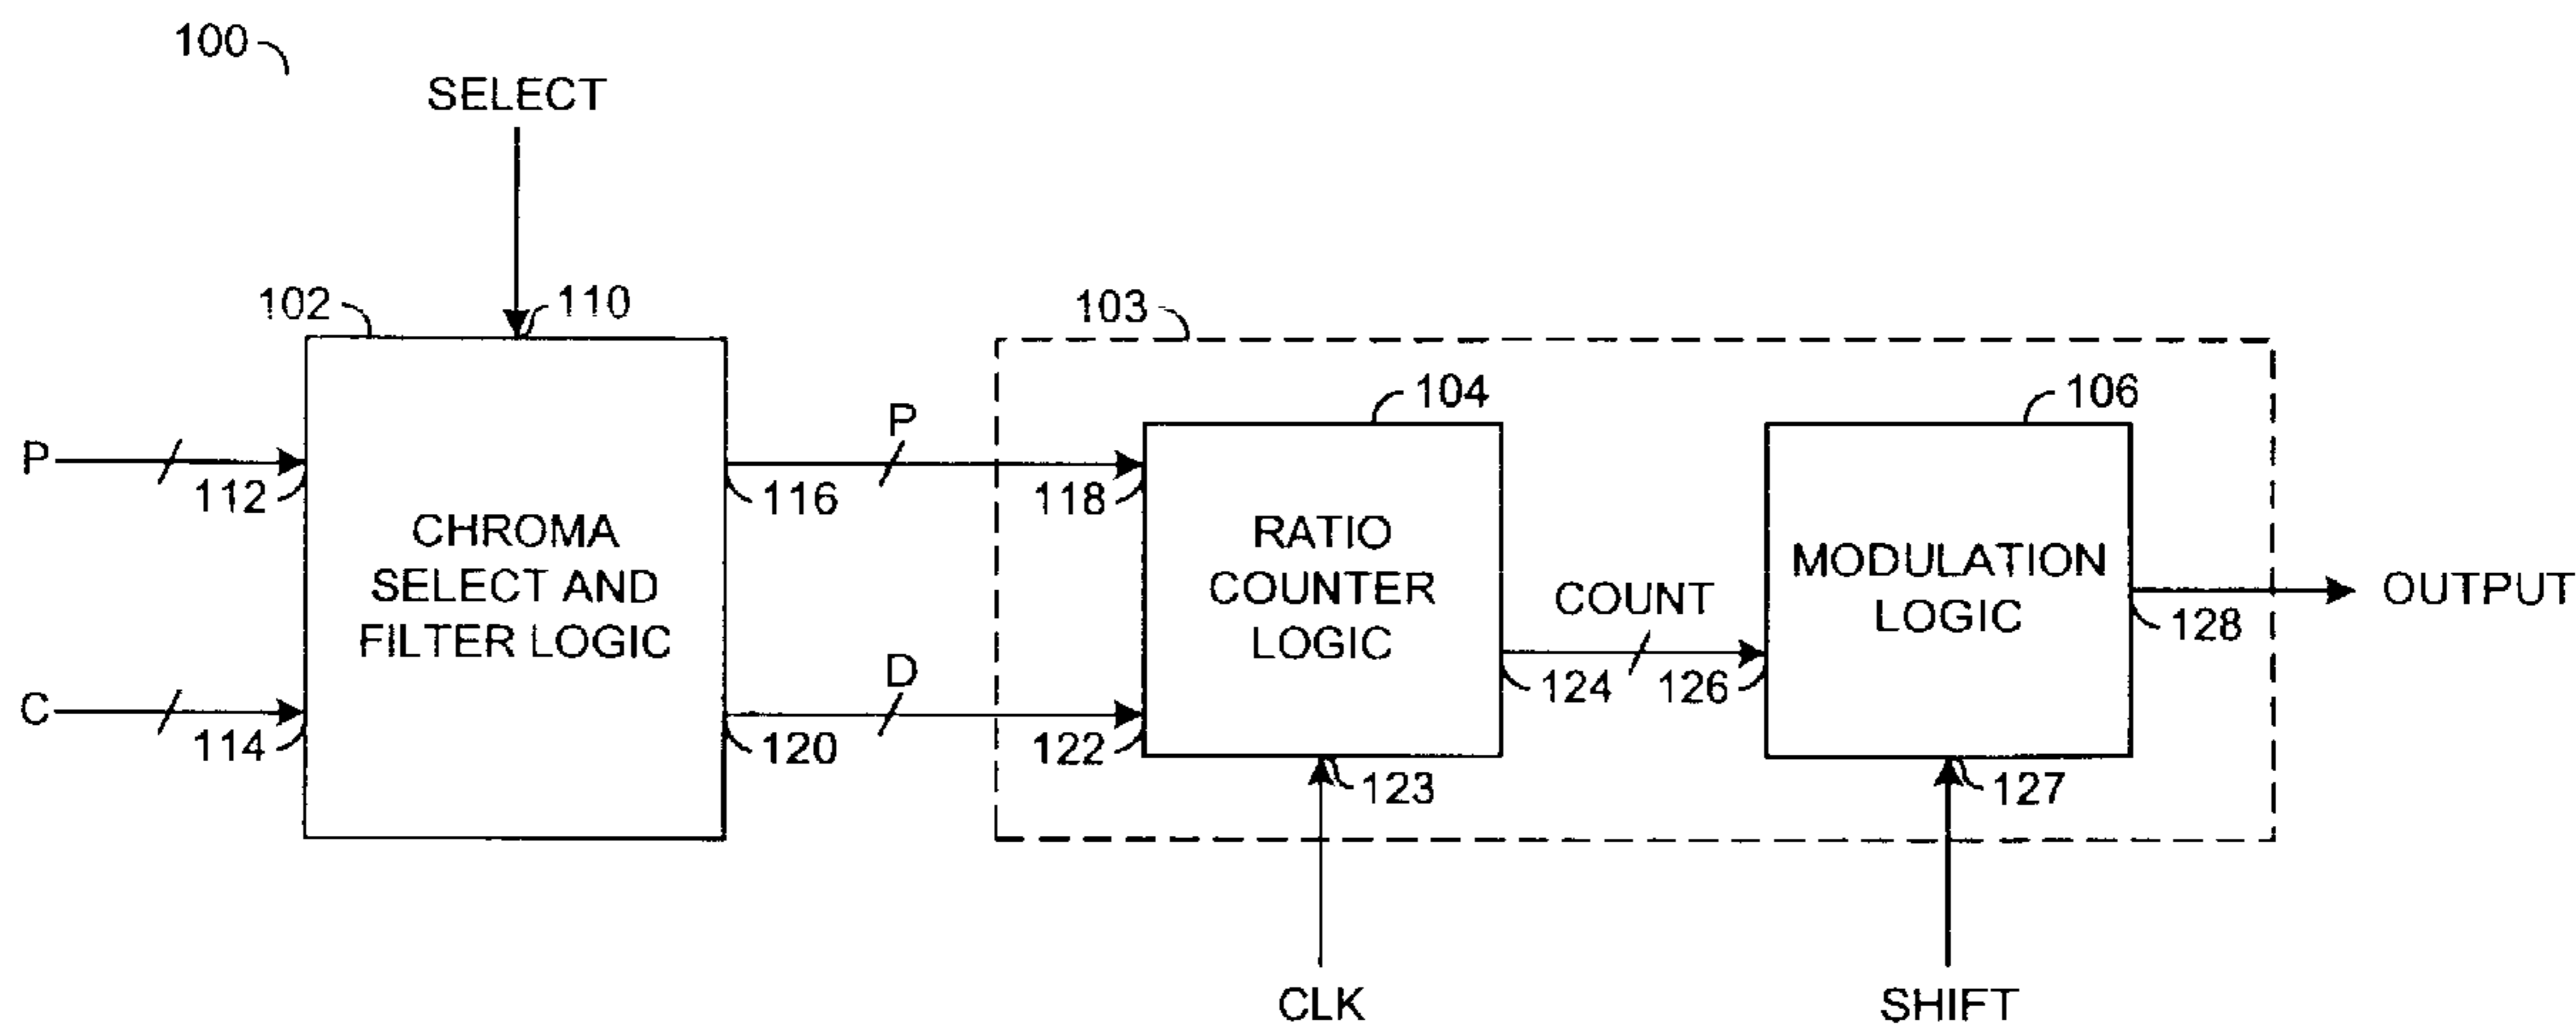 100
SELECT
102
110
103
104
106
P
P
112
116
118
CHROMA
SELECT AND
FILTER LOGIC
RATIO
COUNTER
LOGIC
MODULATION
LOGIC
COUNT
OUTPUT
128
124
126
C
D
114
120
122
123
127
CLK
SHIFT